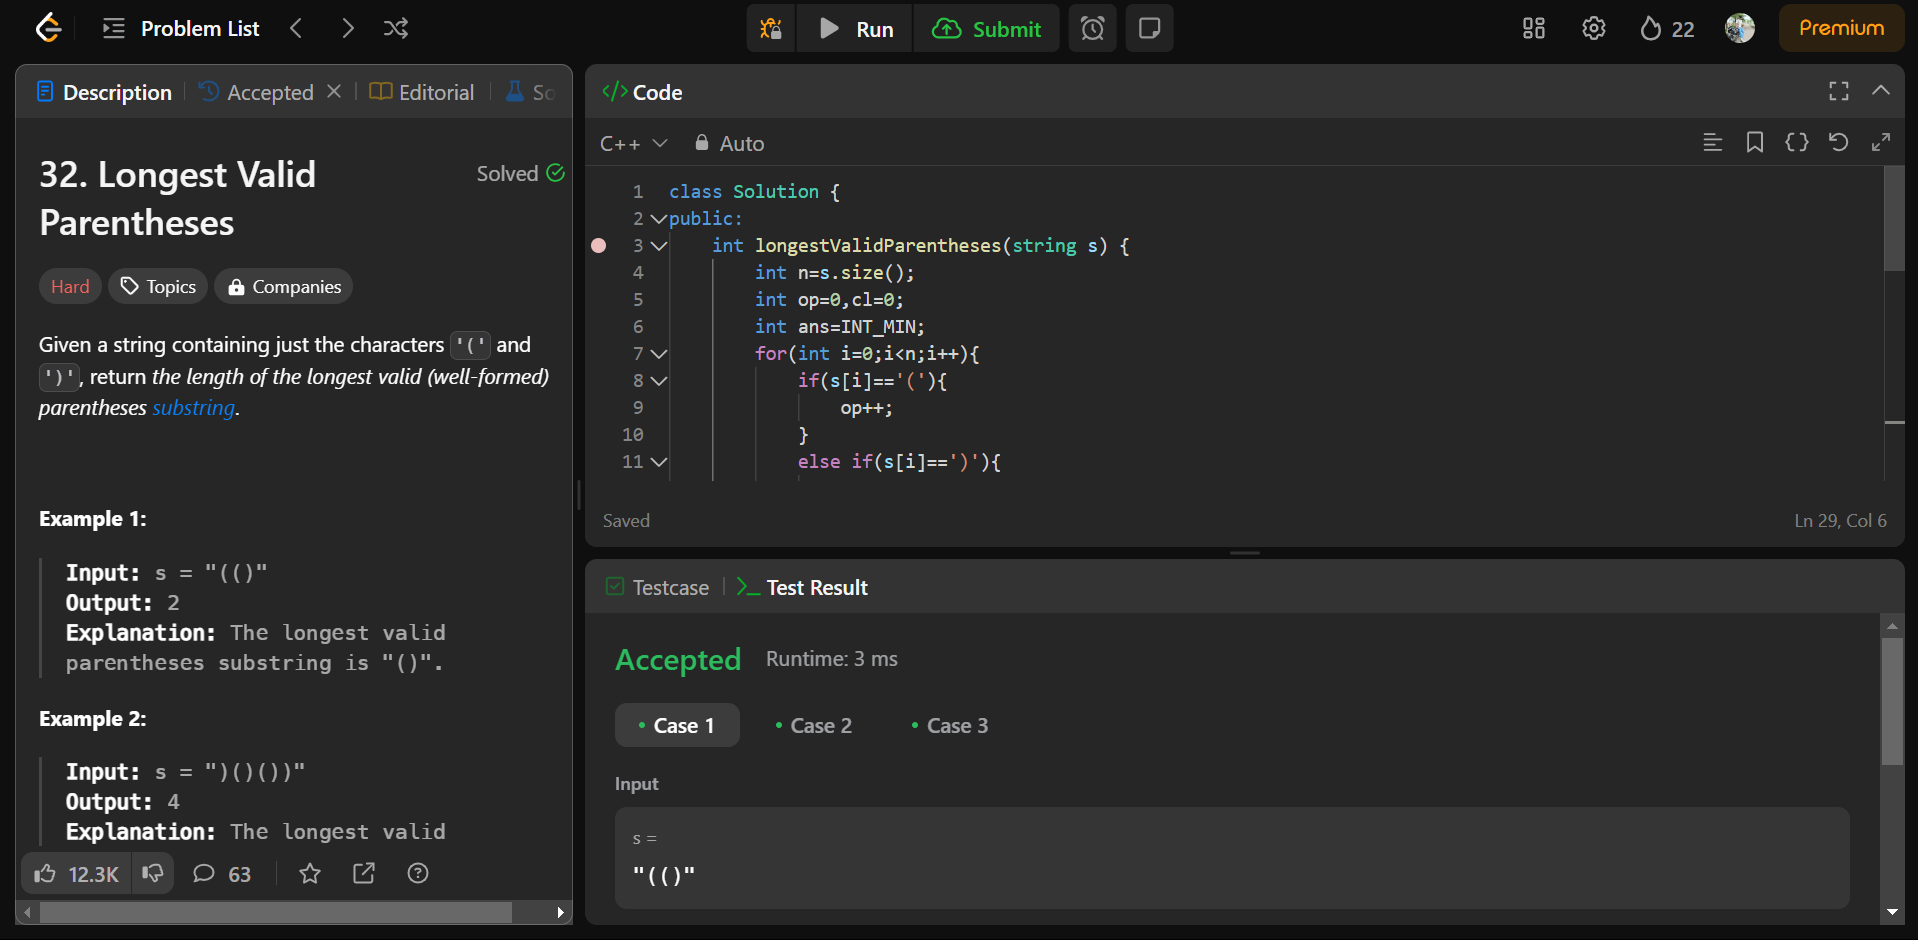 Problem List
Run
Submit
22
Premium
Description
Accepted
Editorial
So
32. Longest Valid
Parentheses
Solved
Hard
Topics
Companies
Given a string containing just the characters '(' and
')', return the length of the longest valid (well-formed)
parentheses substring.
Example 1:
Input: s = "(()"
Output: 2
Explanation: The longest valid
parentheses substring is "()".
Example 2:
Input: s = ")()())"
Output: 4
Explanation: The longest valid
12.3K
63
</> Code
C++
Auto
1 class Solution {
2 public:
3 int longestValidParentheses(string s) {
4 int n=s.size();
5 int op=0,cl=0;
6 int ans=INT_MIN;
7 for(int i=0;i<n;i++){
8 if(s[i]=='('){
9 op++;
10 }
11 else if(s[i]==')'){
Saved
Ln 29, Col 6
Testcase
Test Result
Accepted
Runtime: 3 ms
Case 1
Case 2
Case 3
Input
s =
"(()"